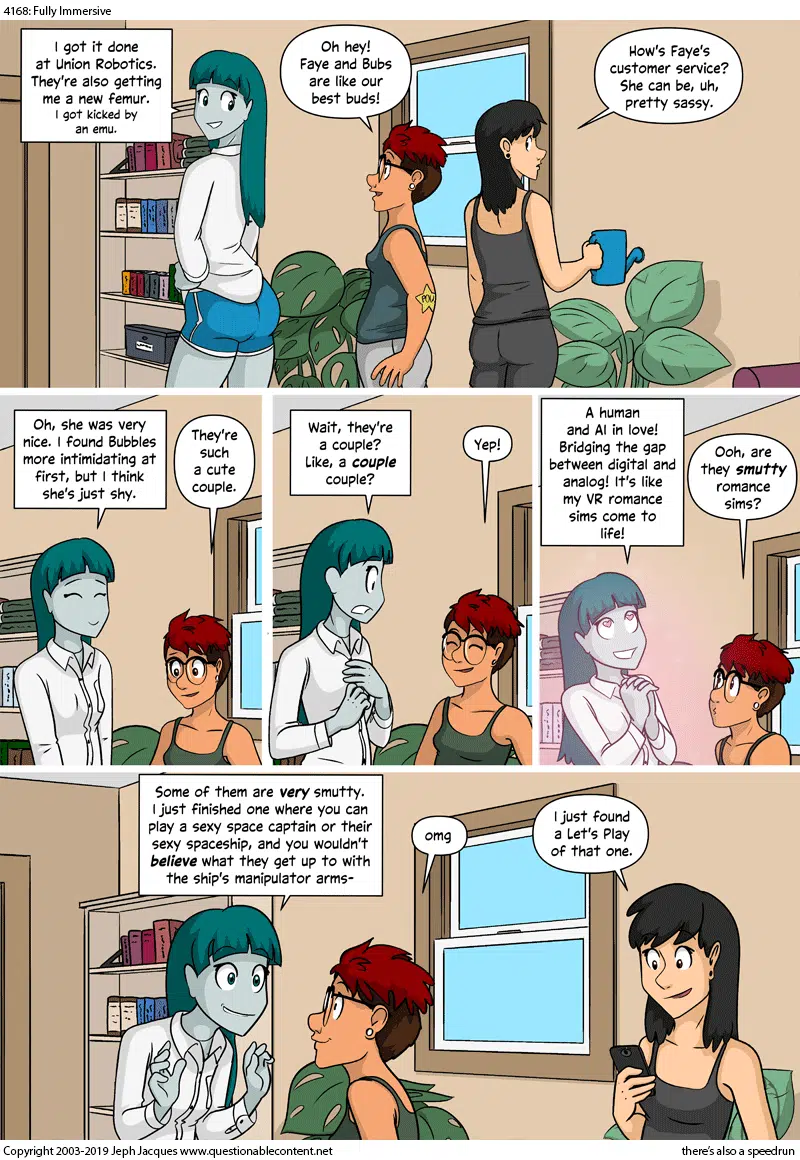 4168: Fully Immersive
I got it done
at Union Robotics.
They're also getting
me a new femur.
I got kicked by
an emu.
Oh hey!
Faye and Bubs
are like our
best buds!
How's Faye's
customer service?
She can be, uh,
pretty sassy.
POW
Oh, she was very
nice. I found Bubbles
more intimidating at
first, but I think
she's just shy.
They're
such
a cute
couple.
Wait, they're
a couple?
Like, a couple
couple?
Yep!
A human
and AI in love!
Bridging the gap
between digital and
analog! It's like
my VR romance
sims come to
life!
Ooh, are
they smutty
romance
sims?
Some of them are very smutty.
I just finished one where you can
play a sexy space captain or their
sexy spaceship, and you wouldn't
believe what they get up to with
the ship's manipulator arms-
omg
I just found
a Let's Play
of that one.
Copyright 2003-2019 Jeph Jacques www.questionablecontent.net
there's also a speedrun